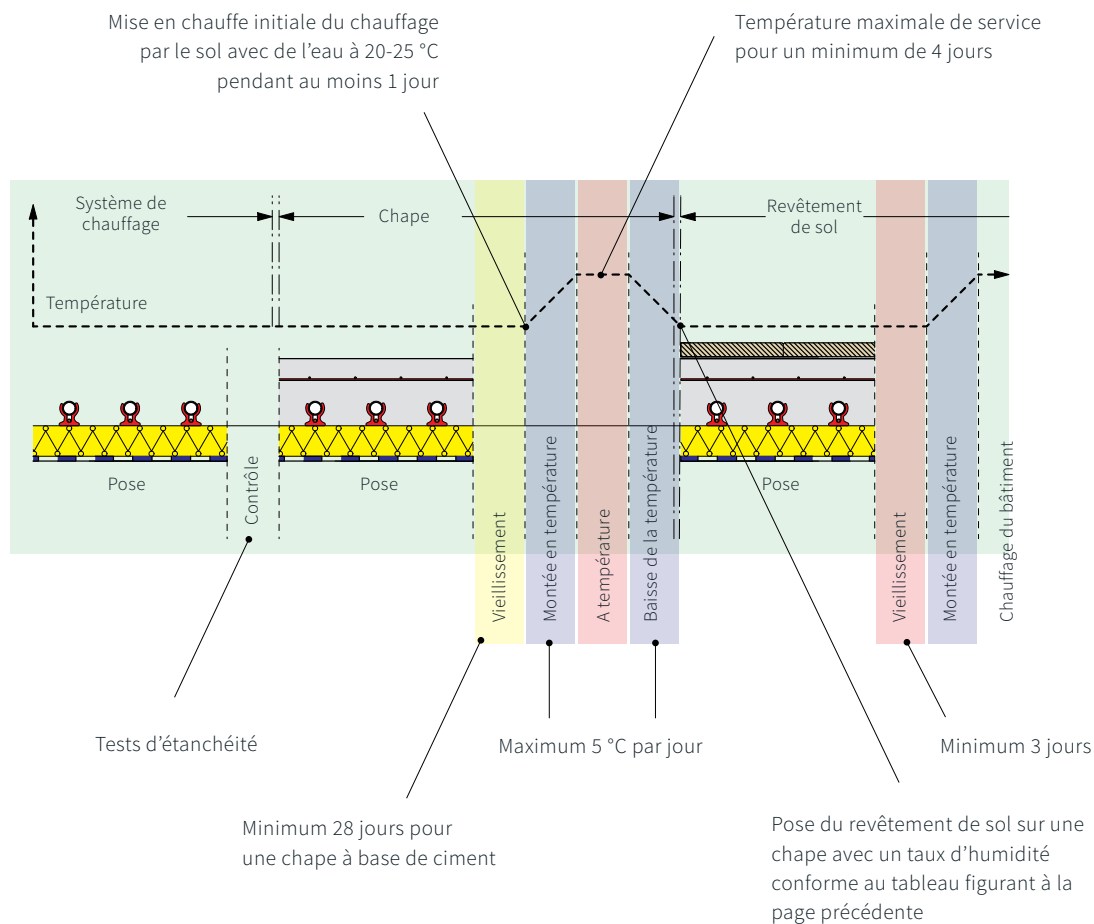 Mise en chauffe initiale du chauffage
par le sol avec de l’eau à 20-25 °C
pendant au moins 1 jour
Température maximale de service
pour un minimum de 4 jours
Système de
chauffage
Chape
Revêtement
de sol
Température
Pose
Contrôle
Pose
Vieillissement
Montée en température
A température
Baisse de la température
Pose
Vieillissement
Montée en température
Chauffage du bâtiment
Tests d’étanchéité
Maximum 5 °C par jour
Minimum 3 jours
Minimum 28 jours pour
une chape à base de ciment
Pose du revêtement de sol sur une
chape avec un taux d’humidité
conforme au tableau figurant à la
page précédente